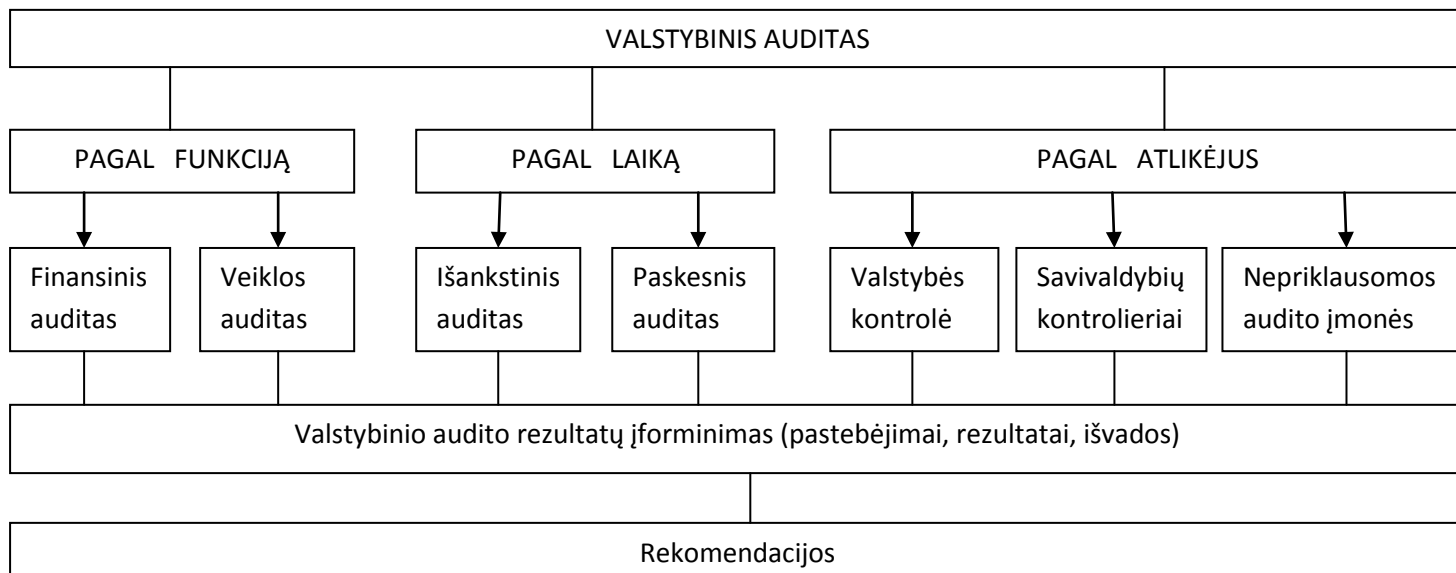 VALSTYBINIS AUDITAS
PAGAL FUNKCIJĄ
PAGAL LAIKĄ
PAGAL ATLIKĖJUS
Finansinis
auditas
Veiklos
auditas
Išankstinis
auditas
Paskesnis
auditas
Valstybės
kontrolė
Savivaldybių
kontrolieriai
Nepriklausomos
audito įmonės
Valstybinio audito rezultatų įforminimas (pastebėjimai, rezultatai, išvados)
Rekomendacijos